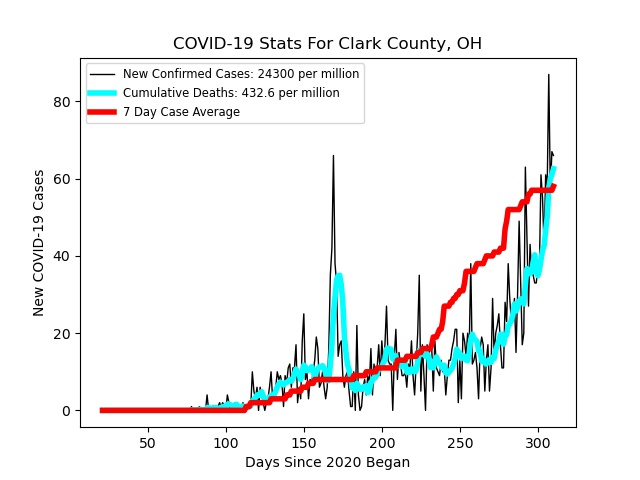 COVID-19 Stats For Clark County, OH
New Confirmed Cases: 24300 per million
Cumulative Deaths: 432.6 per million
7 Day Case Average
New COVID-19 Cases
80
60
40
20
0
50 100 150 200 250 300
Days Since 2020 Began